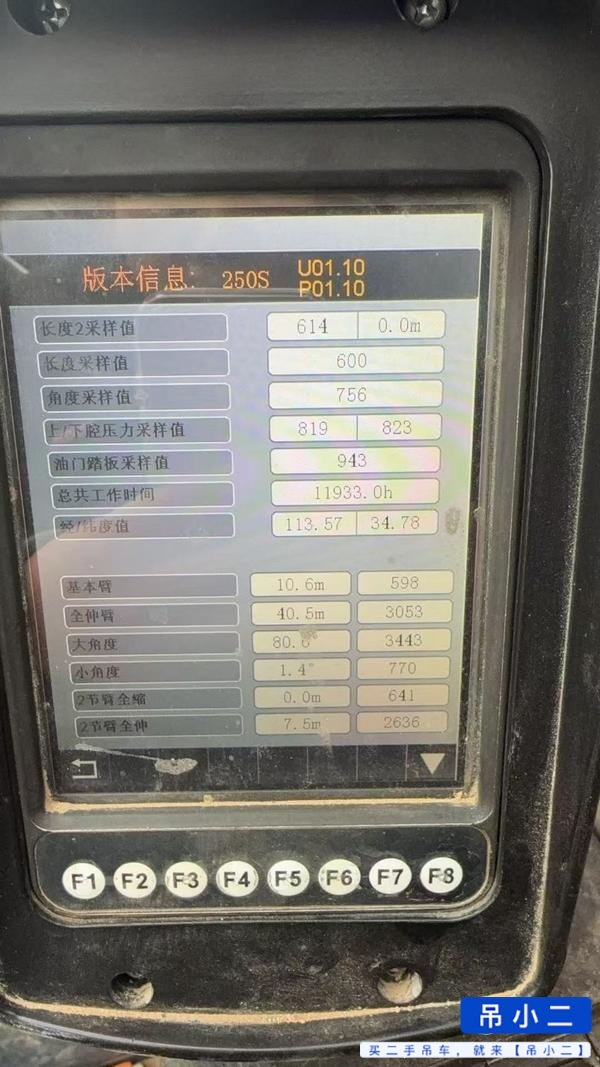 版本信息: 250S U01.10
P01.10
长度2采样值 614 0.0m
长度采样值 600
角度采样值 756
上/下腔压力采样值 819 823
油门踏板采样值 943
总共工作时间 11933.0h
经/纬度值 113.57 34.78
基本臂 10.6m 598
全伸臂 40.5m 3053
大角度 80.6° 3443
小角度 1.4° 770
2节臂全缩 0.0m 641
2节臂全伸 7.5m 2636
F1 F2 F3 F4 F5 F6 F7 F8
吊小二
买二手吊车，就来【吊小二】